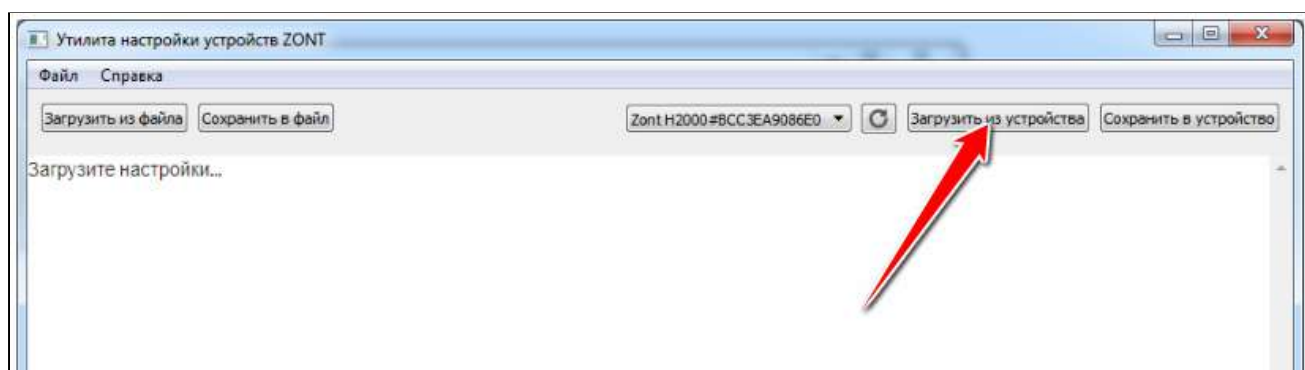 Утилита настройки устройств ZONT
Файл Справка
Загрузить из файла Сохранить в файл Zont H2000#BCC3EA9086E0 Загрузить из устройства Сохранить в устройство
Загрузите настройки...